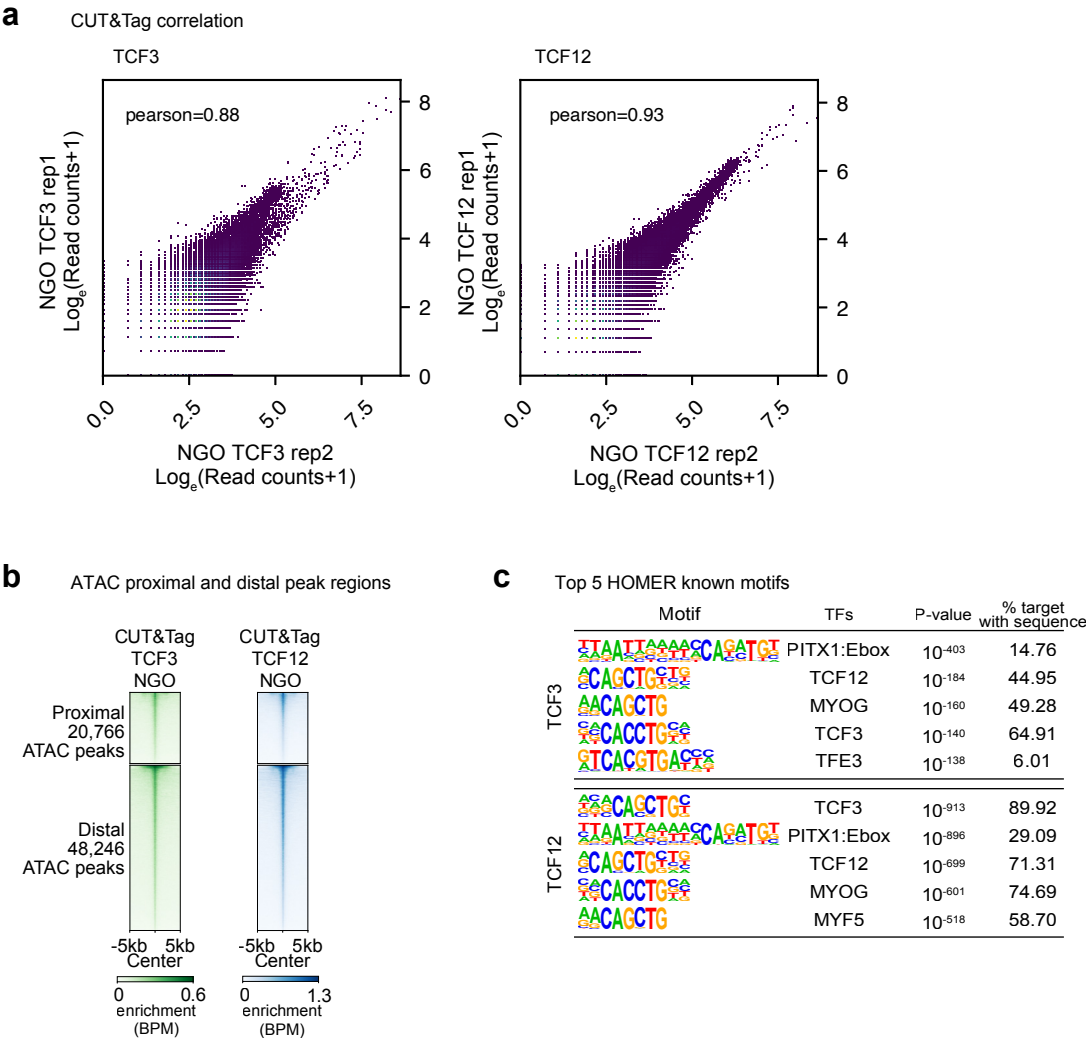 a
CUT&Tag correlation
TCF3
pearson=0.88
NGO TCF3 rep1
Logₑ(Read counts+1)
8
6
4
2
0
0.0
2.5
5.0
7.5
NGO TCF3 rep2
Logₑ(Read counts+1)
TCF12
pearson=0.93
NGO TCF12 rep1
Logₑ(Read counts+1)
8
6
4
2
0
0.0
2.5
5.0
7.5
NGO TCF12 rep2
Logₑ(Read counts+1)
b
ATAC proximal and distal peak regions
CUT&Tag
TCF3
NGO
CUT&Tag
TCF12
NGO
Proximal
20,766
ATAC peaks
Distal
48,246
ATAC peaks
-5kb 5kb
Center
0 0.6
enrichment
(BPM)
-5kb 5kb
Center
0 1.3
enrichment
(BPM)
c
Top 5 HOMER known motifs
Motif TFs P-value % target with sequence
TCF3
PITX1:Ebox 10⁻⁴⁰³ 14.76
TCF12 10⁻¹⁸⁴ 44.95
MYOG 10⁻¹⁶⁰ 49.28
TCF3 10⁻¹⁴⁰ 64.91
TFE3 10⁻¹³⁸ 6.01
TCF12
TCF3 10⁻⁹¹³ 89.92
PITX1:Ebox 10⁻⁸⁹⁶ 29.09
TCF12 10⁻⁶⁹⁹ 71.31
MYOG 10⁻⁶⁰¹ 74.69
MYF5 10⁻⁵¹⁸ 58.70